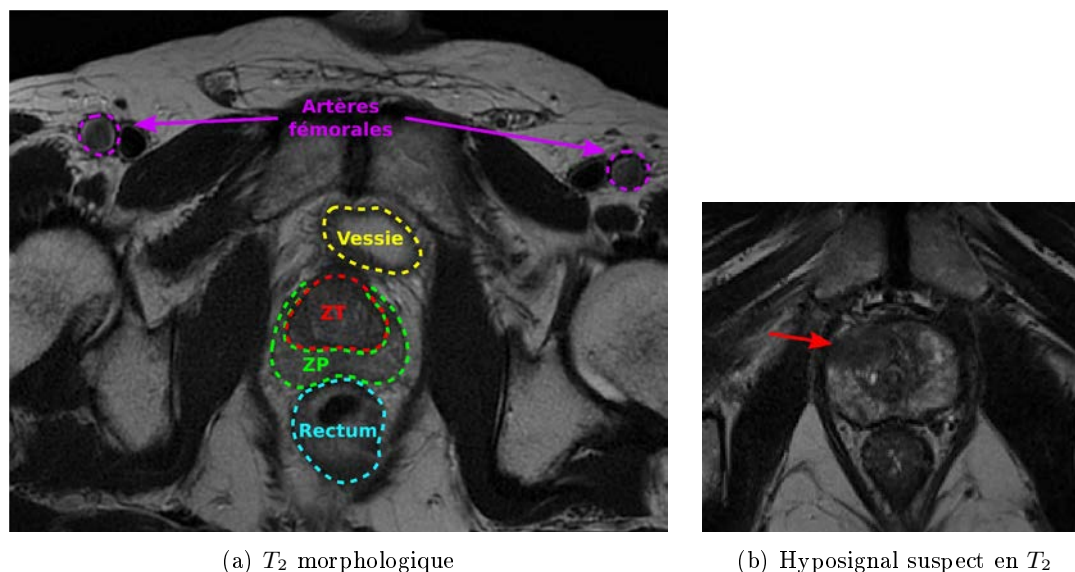 Artères
fémorales
Vessie
ZT
ZP
Rectum
(a) T₂ morphologique
(b) Hyposignal suspect en T₂